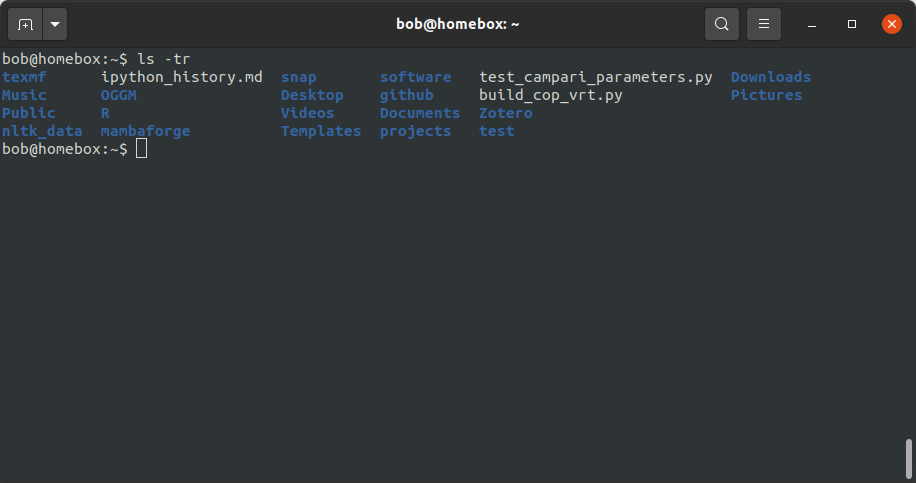 bob@homebox: ~
bob@homebox:~$ ls -tr
texmf ipython_history.md snap software test_campari_parameters.py Downloads
Music OGGM Desktop github build_cop_vrt.py Pictures
Public R Videos Documents Zotero
nltk_data mambaforge Templates projects test
bob@homebox:~$